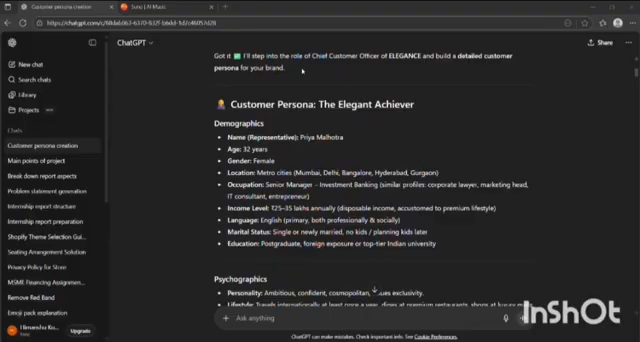 Customer persona creation
Suno | AI Music
ChatGPT
Share
Got it ✅ I'll step into the role of Chief Customer Officer of ELEGANCE and build a detailed customer
persona for your brand.
New chat
Search chats
Library
Projects
Chats
Customer persona creation
Main points of project
Break down report aspects
Problem statement generation
Internship report structure
Internship report preparation
Shopify Theme Selection Gui...
Seating Arrangement Solution
Privacy Policy for Store
MSME Financing Assignment...
Remove Red Band
Emoji pack explanation
Himanshu Ko...
Upgrade
Customer Persona: The Elegant Achiever
Demographics
• Name (Representative): Priya Malhotra
• Age: 32 years
• Gender: Female
• Location: Metro cities (Mumbai, Delhi, Bangalore, Hyderabad, Gurgaon)
• Occupation: Senior Manager – Investment Banking (similar profiles: corporate lawyer, marketing head,
IT consultant, entrepreneur)
• Income Level: ₹25–35 lakhs annually (disposable income, accustomed to premium lifestyle)
• Language: English (primary, both professionally & socially)
• Marital Status: Single or newly married, no kids / planning kids later
• Education: Postgraduate, foreign exposure or top-tier Indian university
Psychographics
• Personality: Ambitious, confident, cosmopolitan, values exclusivity.
• Lifestyle: Travels internationally at least once a year, dines at premium restaurants, shops at luxury
Ask anything
ChatGPT can make mistakes. Check important info. See Cookie Preferences.
InShOt